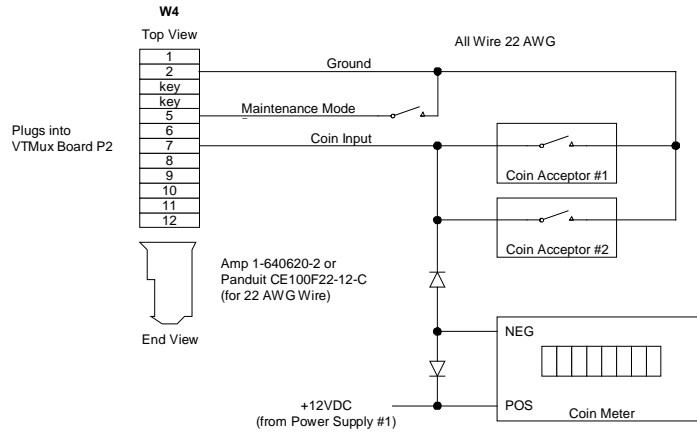 W4
Top View
1
2
key
key
5
6
7
8
9
10
11
12
Plugs into
VTMux Board P2
End View
Amp 1-640620-2 or
Panduit CE100F22-12-C
(for 22 AWG Wire)
All Wire 22 AWG
Ground
Maintenance Mode
Coin Input
Coin Acceptor #1
Coin Acceptor #2
NEG
POS
Coin Meter
+12VDC
(from Power Supply #1)